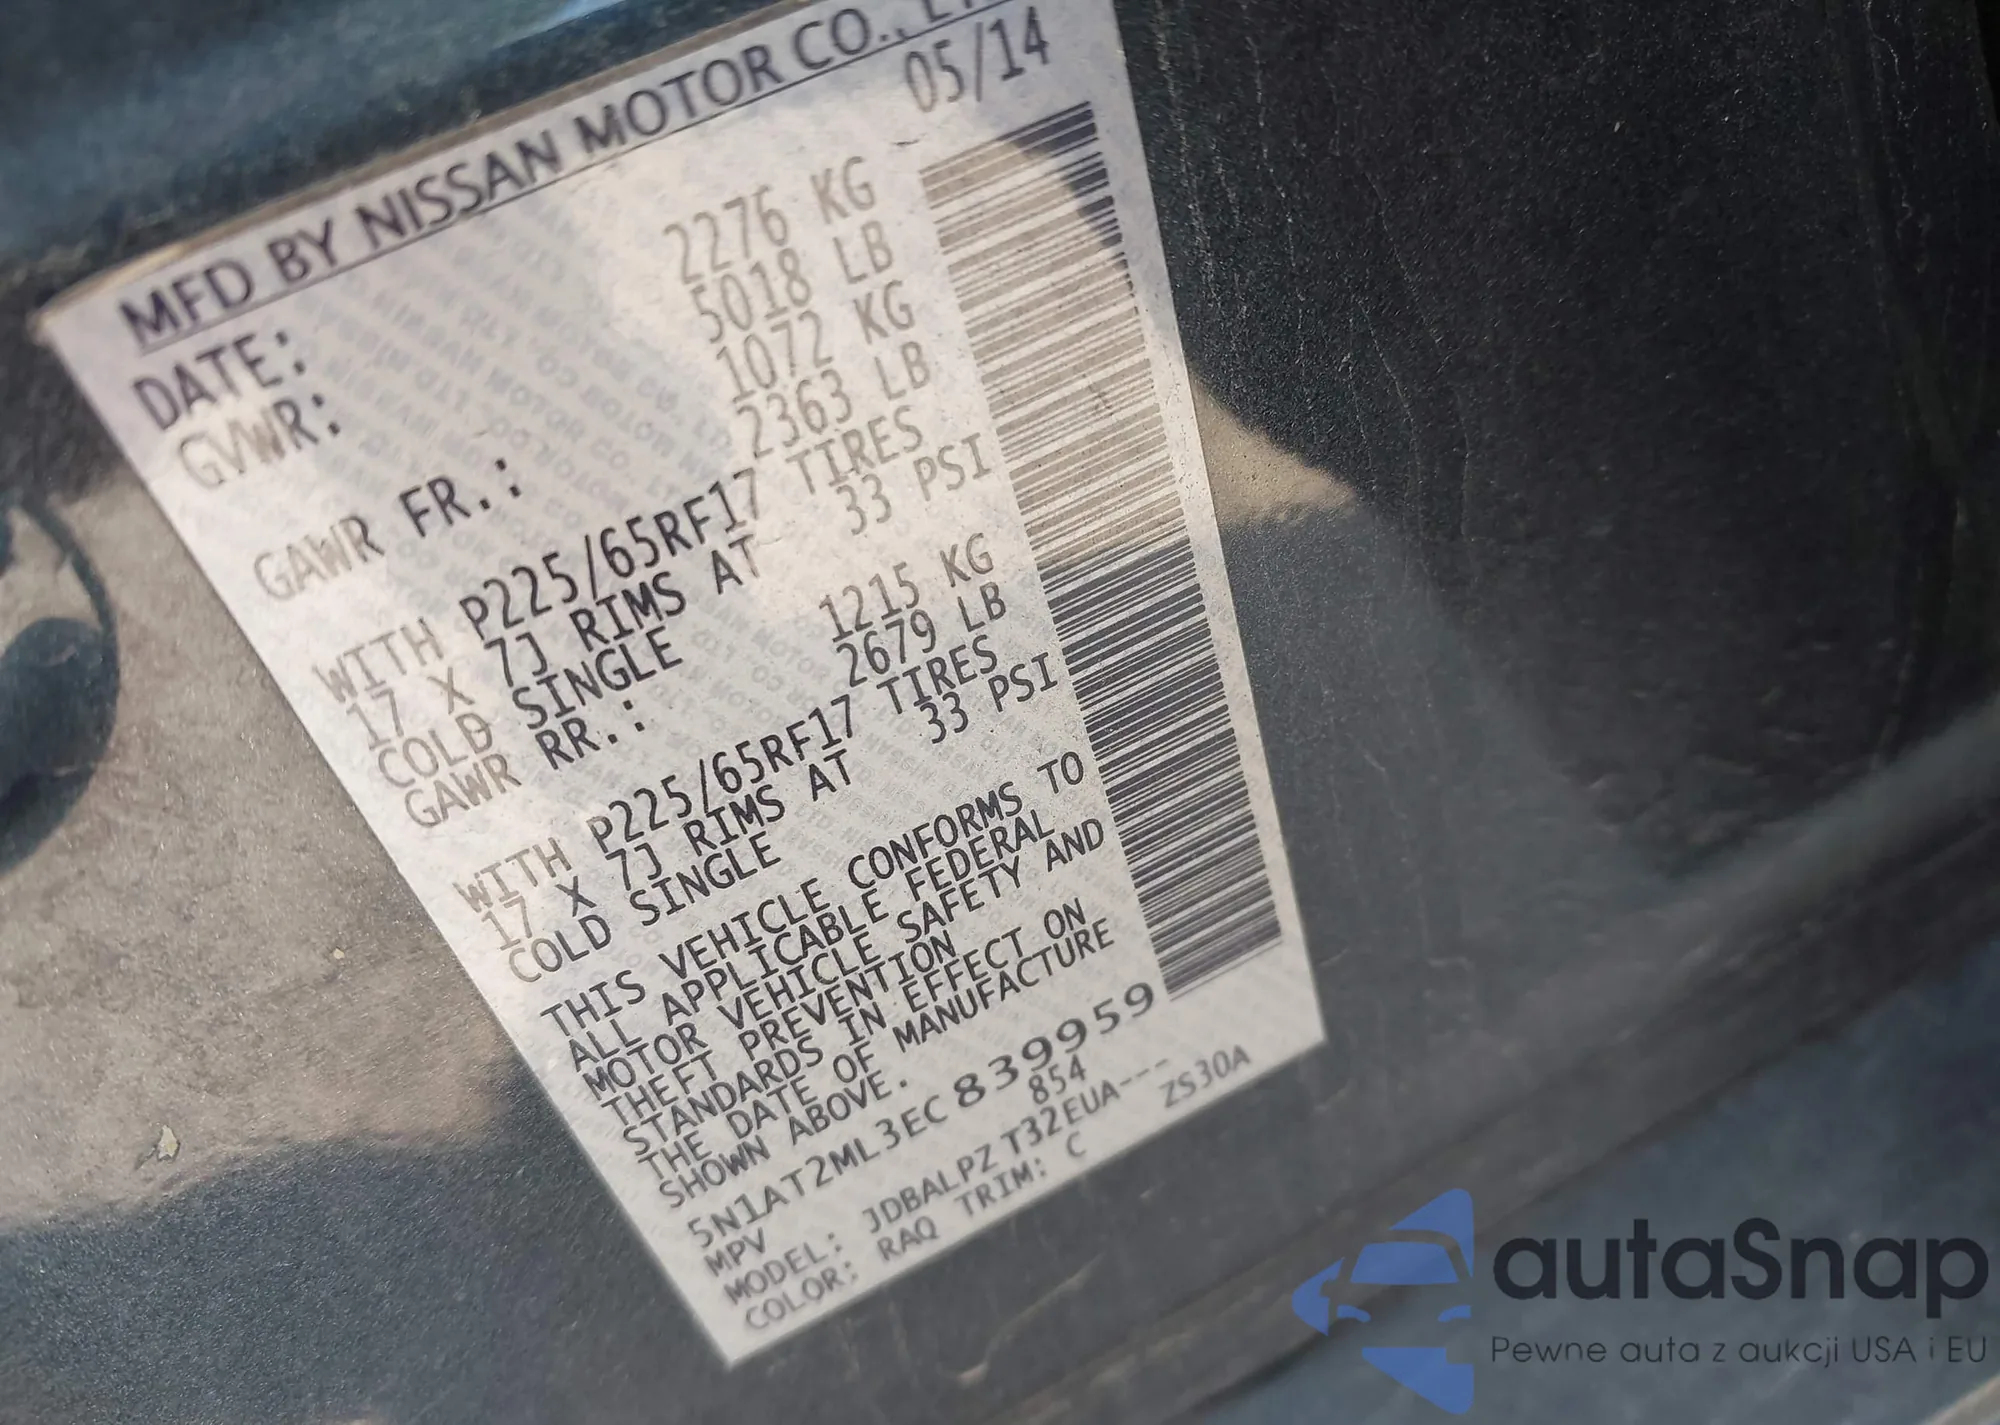 MFD BY NISSAN MOTOR CO.,
DATE: 05/14
GVWR: 2276 KG
5018 LB
GAWR FR.: 1072 KG
2363 LB
WITH P225/65RF17 TIRES
17 X 7J RIMS AT 33 PSI
COLD SINGLE
GAWR RR.: 1215 KG
2679 LB
WITH P225/65RF17 TIRES
17 X 7J RIMS AT 33 PSI
COLD SINGLE
THIS VEHICLE CONFORMS TO
ALL APPLICABLE FEDERAL
MOTOR VEHICLE SAFETY AND
THEFT PREVENTION
STANDARDS IN EFFECT ON
THE DATE OF MANUFACTURE
SHOWN ABOVE.
5N1AT2ML3EC839959
MPV 854
MODEL: JDBALPZ T32EUA---
COLOR: RAQ TRIM: C ZS30A
autaSnap
Pewne auta z aukcji USA i EU